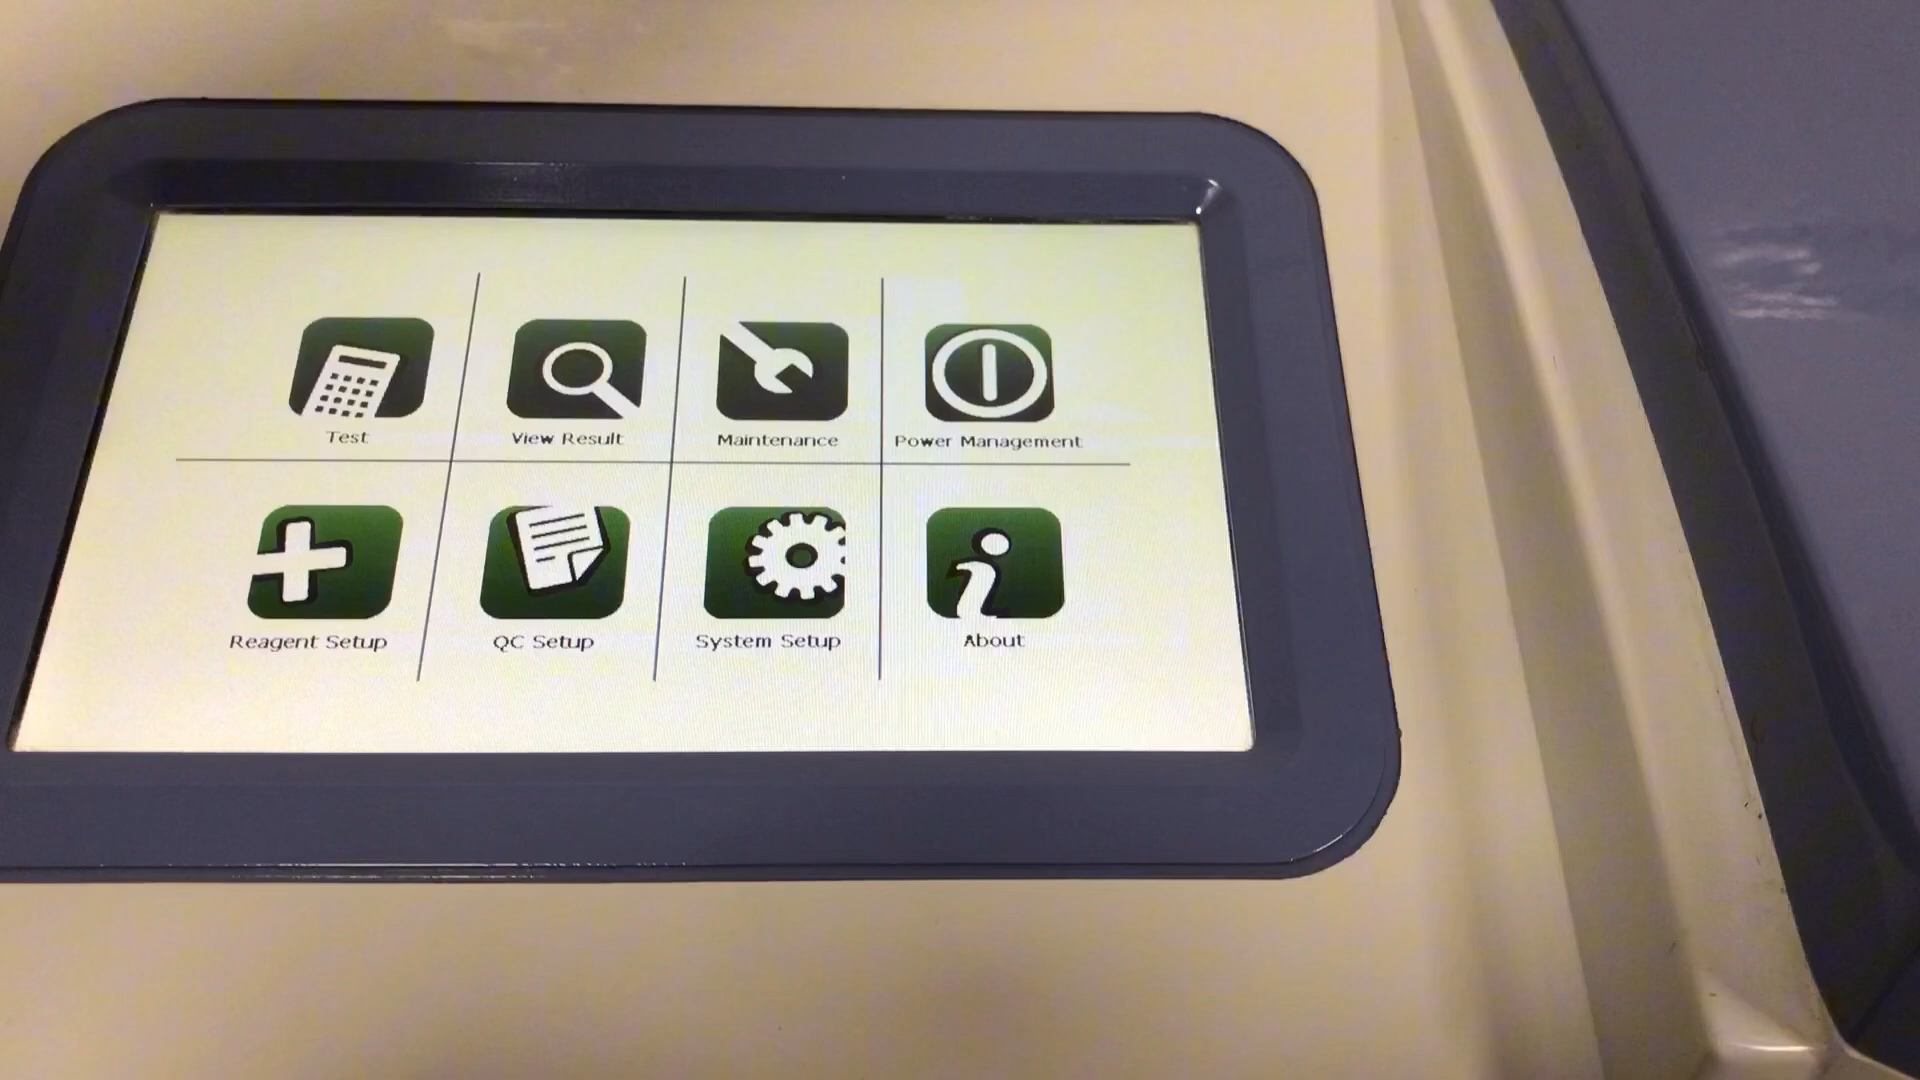 Test
View Result
Maintenance
Power Management
Reagent Setup
QC Setup
System Setup
About